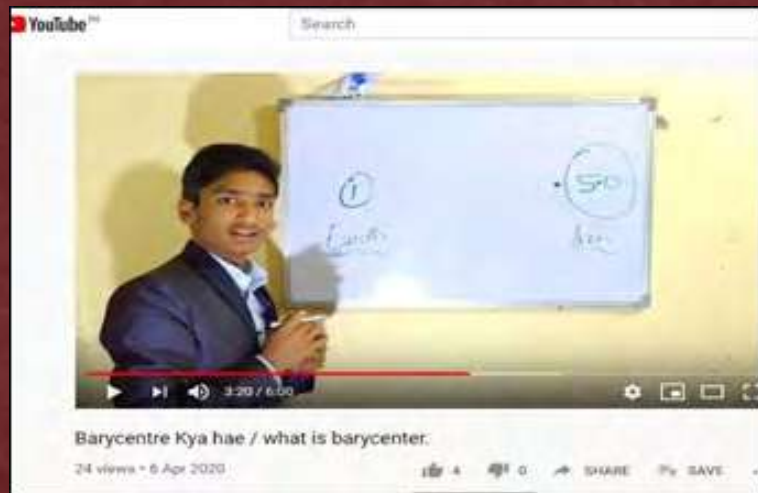 YouTube
Search
1
50
Earth
3:20 / 6:00
Barycentre Kya hae / what is barycenter.
24 views • 6 Apr 2020
4 0 SHARE SAVE